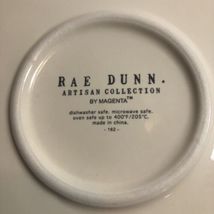 RAE DUNN.
ARTISAN COLLECTION
BY MAGENTA™
dishwasher safe. microwave safe.
oven safe up to 400°F/205°C.
made in china.
- 162 -